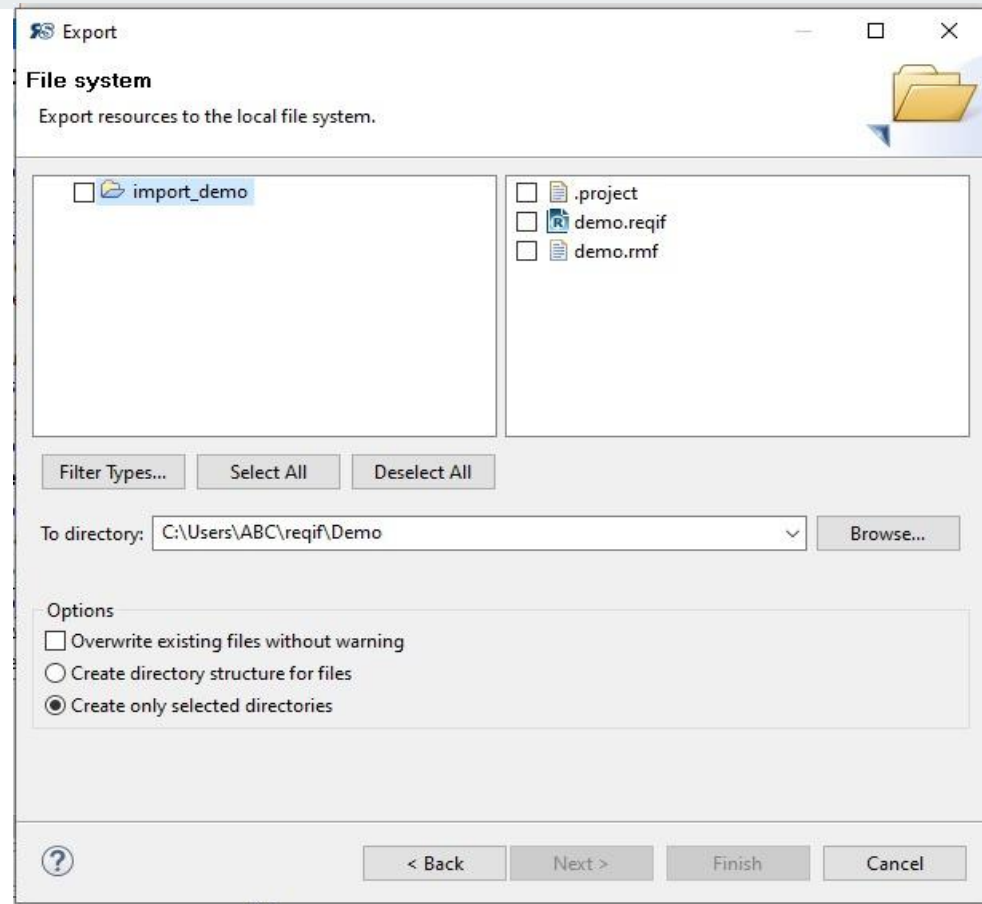 Export
File system
Export resources to the local file system.
import_demo
.project
demo.reqif
demo.rmf
Filter Types...
Select All
Deselect All
To directory:
C:\Users\ABC\reqif\Demo
Browse...
Options
Overwrite existing files without warning
Create directory structure for files
Create only selected directories
?
< Back
Next >
Finish
Cancel